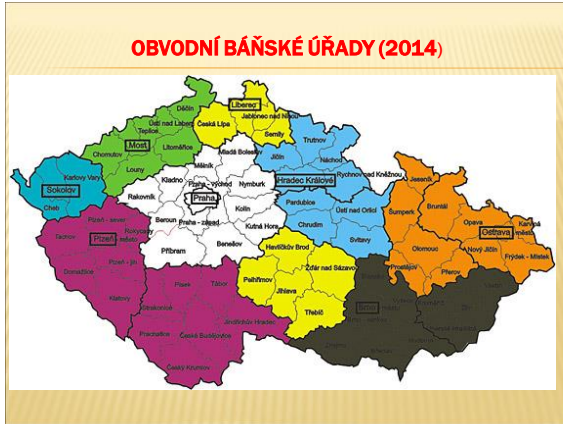 OBVODNÍ BÁŇSKÉ ÚŘADY (2014)
Děčín
Liberec
Ústí nad Labem
Jablonec nad Nisou
Teplice
Česká Lípa
Semily
Most
Litoměřice
Trutnov
Chomutov
Mladá Boleslav
Jičín
Náchod
Louny
Mělník
Karlovy Vary
Sokolov
Kladno
Praha - východ
Nymburk
Hradec Králové
Rychnov nad Kněžnou
Jeseník
Cheb
Rakovník
Praha
Kolín
Pardubice
Ústí nad Orlicí
Šumperk
Bruntál
Plzeň - sever
Beroun
Praha - západ
Kutná Hora
Chrudim
Opava
Karviná
Rokycany
Svitavy
Ostrava
město
Tachov
Plzeň
město
Příbram
Benešov
Havlíčkův Brod
Olomouc
Nový Jičín
Frýdek - Místek
Domažlice
Plzeň - jih
Pelhřimov
Žďár nad Sázavou
Prostějov
Přerov
Klatovy
Písek
Tábor
Jihlava
Strakonice
Třebíč
Brno
Prachatice
České Budějovice
Jindřichův Hradec
Český Krumlov